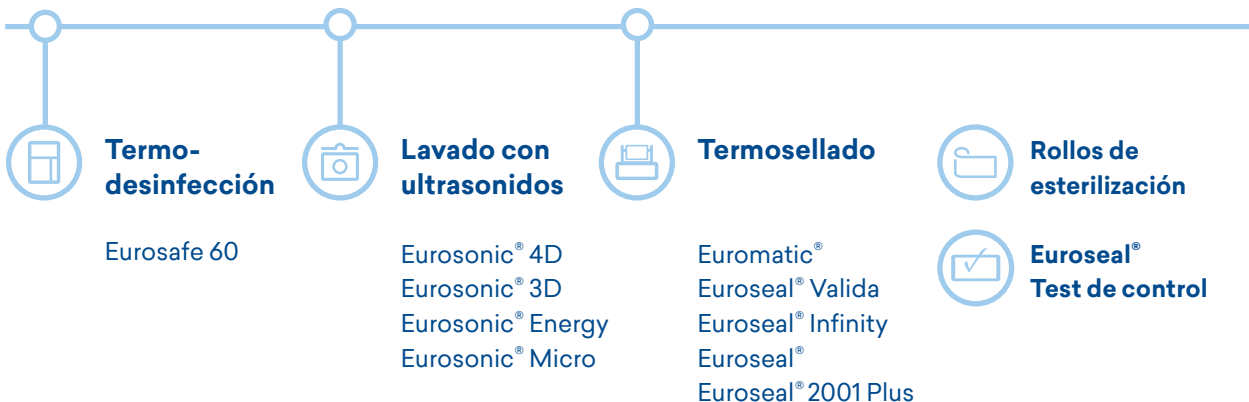 Termo-
desinfección
Eurosafe 60
Lavado con
ultrasonidos
Eurosonic® 4D
Eurosonic® 3D
Eurosonic® Energy
Eurosonic® Micro
Termosellado
Euromatic®
Euroseal® Valida
Euroseal® Infinity
Euroseal®
Euroseal® 2001 Plus
Rollos de
esterilización
Euroseal®
Test de control